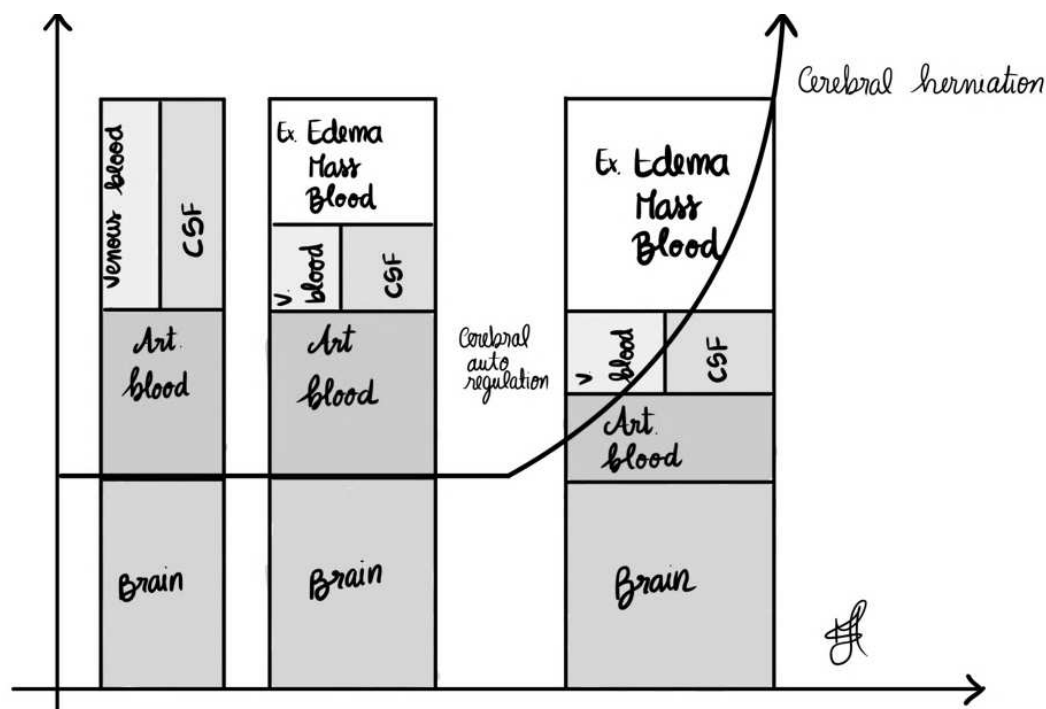 Venous blood
CSF
Art.
blood
Brain
Ex. Edema
Mass
Blood
V.
blood
CSF
Art
blood
Brain
Cerebral
auto
regulation
Ex. Edema
Mass
Blood
V.
blood
CSF
Art.
blood
Brain
Cerebral herniation